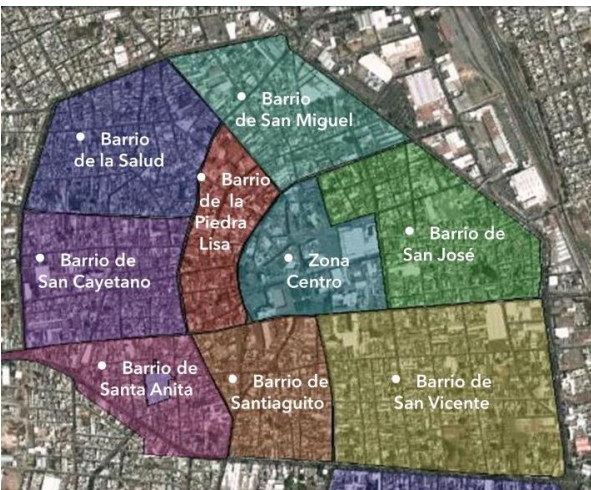 Barrio
de San Miguel
Barrio
de la Salud
Barrio
de la
Piedra
Lisa
Barrio de
San José
Barrio de
San Cayetano
Zona
Centro
Barrio de
Santa Anita
Barrio de
Santiaguito
Barrio de
San Vicente